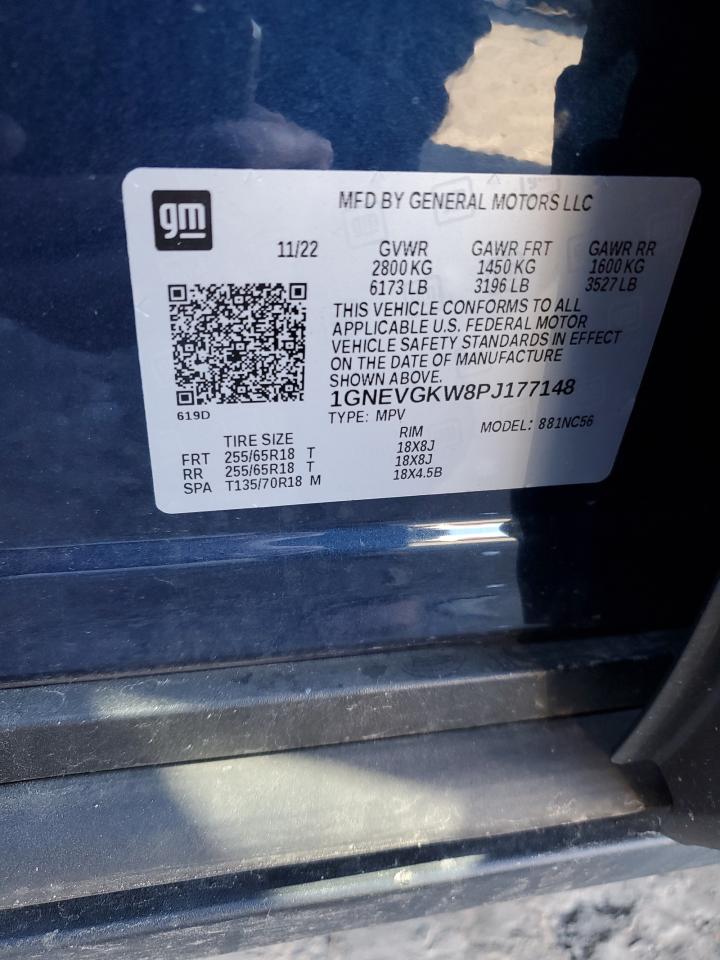 gm
MFD BY GENERAL MOTORS LLC
11/22 GVWR GAWR FRT GAWR RR
2800 KG 1450 KG 1600 KG
6173 LB 3196 LB 3527 LB
THIS VEHICLE CONFORMS TO ALL
APPLICABLE U.S. FEDERAL MOTOR
VEHICLE SAFETY STANDARDS IN EFFECT
ON THE DATE OF MANUFACTURE
SHOWN ABOVE.
1GNEVGKW8PJ177148
619D
TYPE: MPV MODEL: 881NC56
TIRE SIZE RIM
FRT 255/65R18 T 18X8J
RR 255/65R18 T 18X8J
SPA T135/70R18 M 18X4.5B